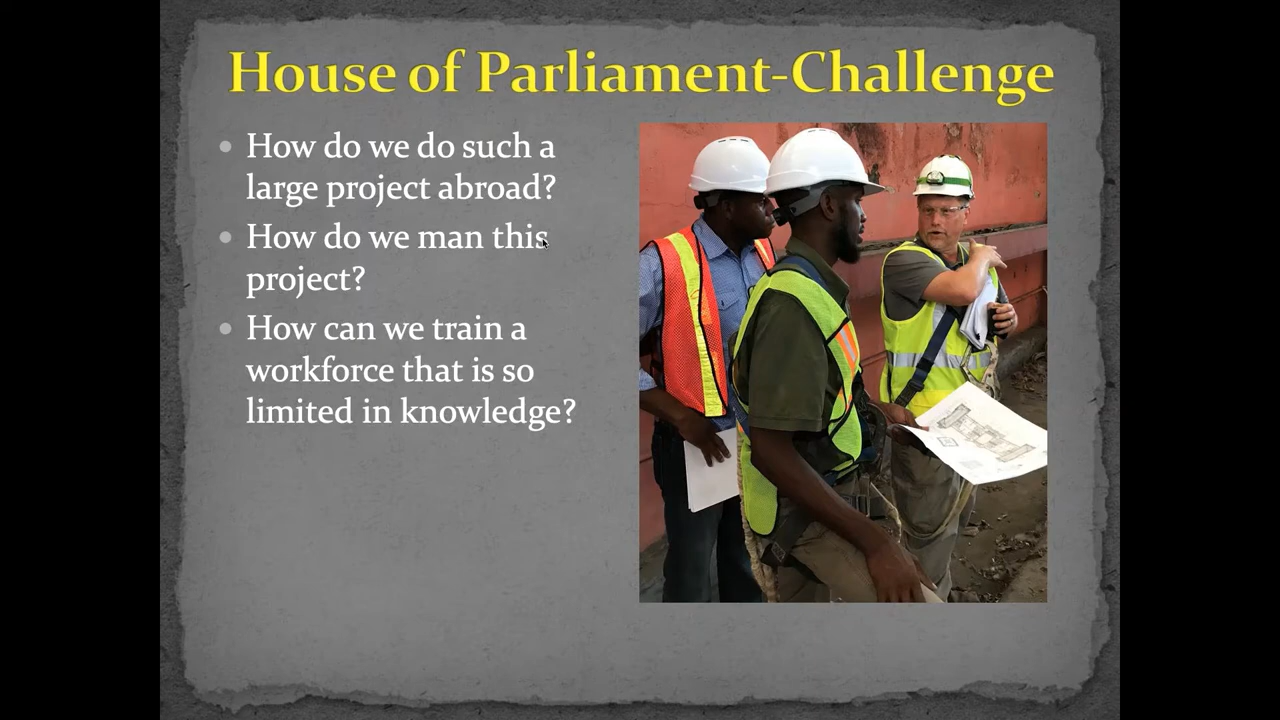 House of Parliament-Challenge
How do we do such a
large project abroad?
How do we man this
project?
How can we train a
workforce that is so
limited in knowledge?